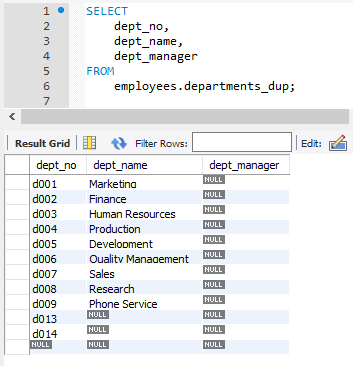 1 SELECT
2 dept_no,
3 dept_name,
4 dept_manager
5 FROM
6 employees.departments_dup;
7
Result Grid Filter Rows: Edit:
dept_no dept_name dept_manager
d001 Marketing NULL
d002 Finance NULL
d003 Human Resources NULL
d004 Production NULL
d005 Development NULL
d006 Quality Management NULL
d007 Sales NULL
d008 Research NULL
d009 Phone Service NULL
d013 NULL NULL
d014 NULL NULL
NULL NULL NULL